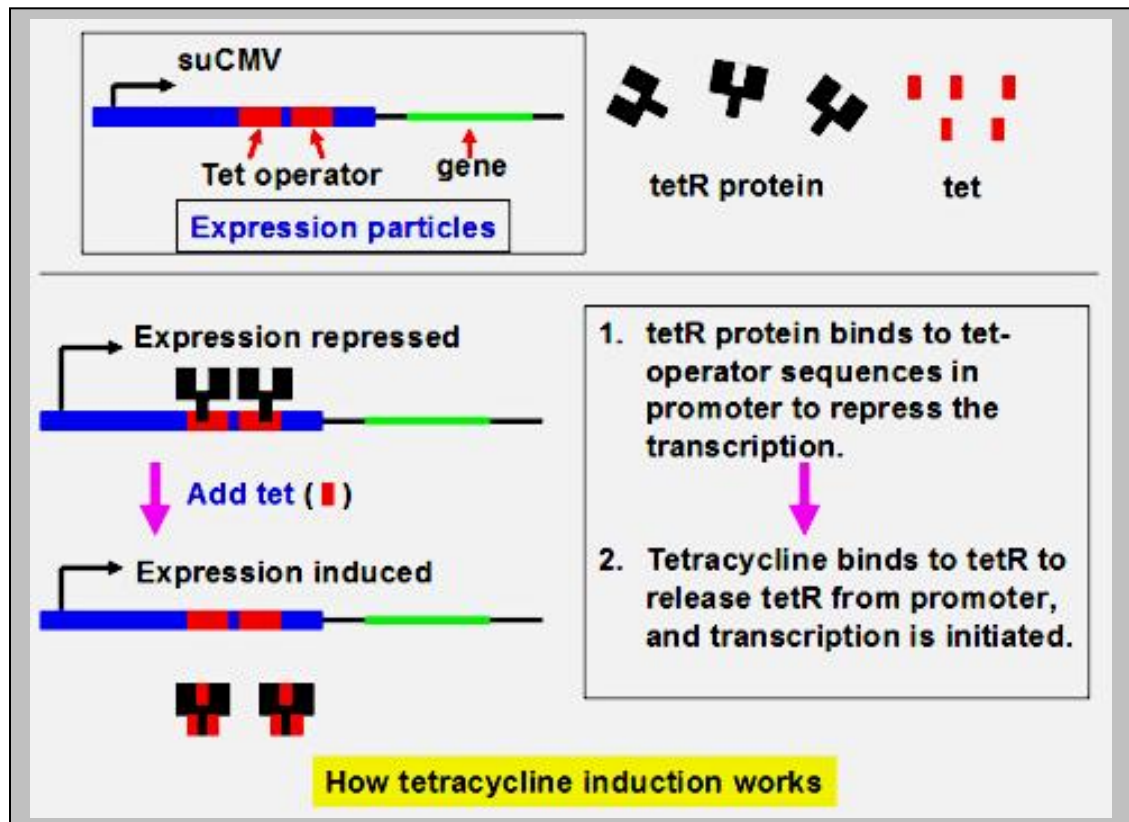 suCMV
Tet operator
gene
Expression particles
tetR protein
tet
Expression repressed
Add tet ( )
Expression induced
1. tetR protein binds to tet-
operator sequences in
promoter to repress the
transcription.
2. Tetracycline binds to tetR to
release tetR from promoter,
and transcription is initiated.
How tetracycline induction works